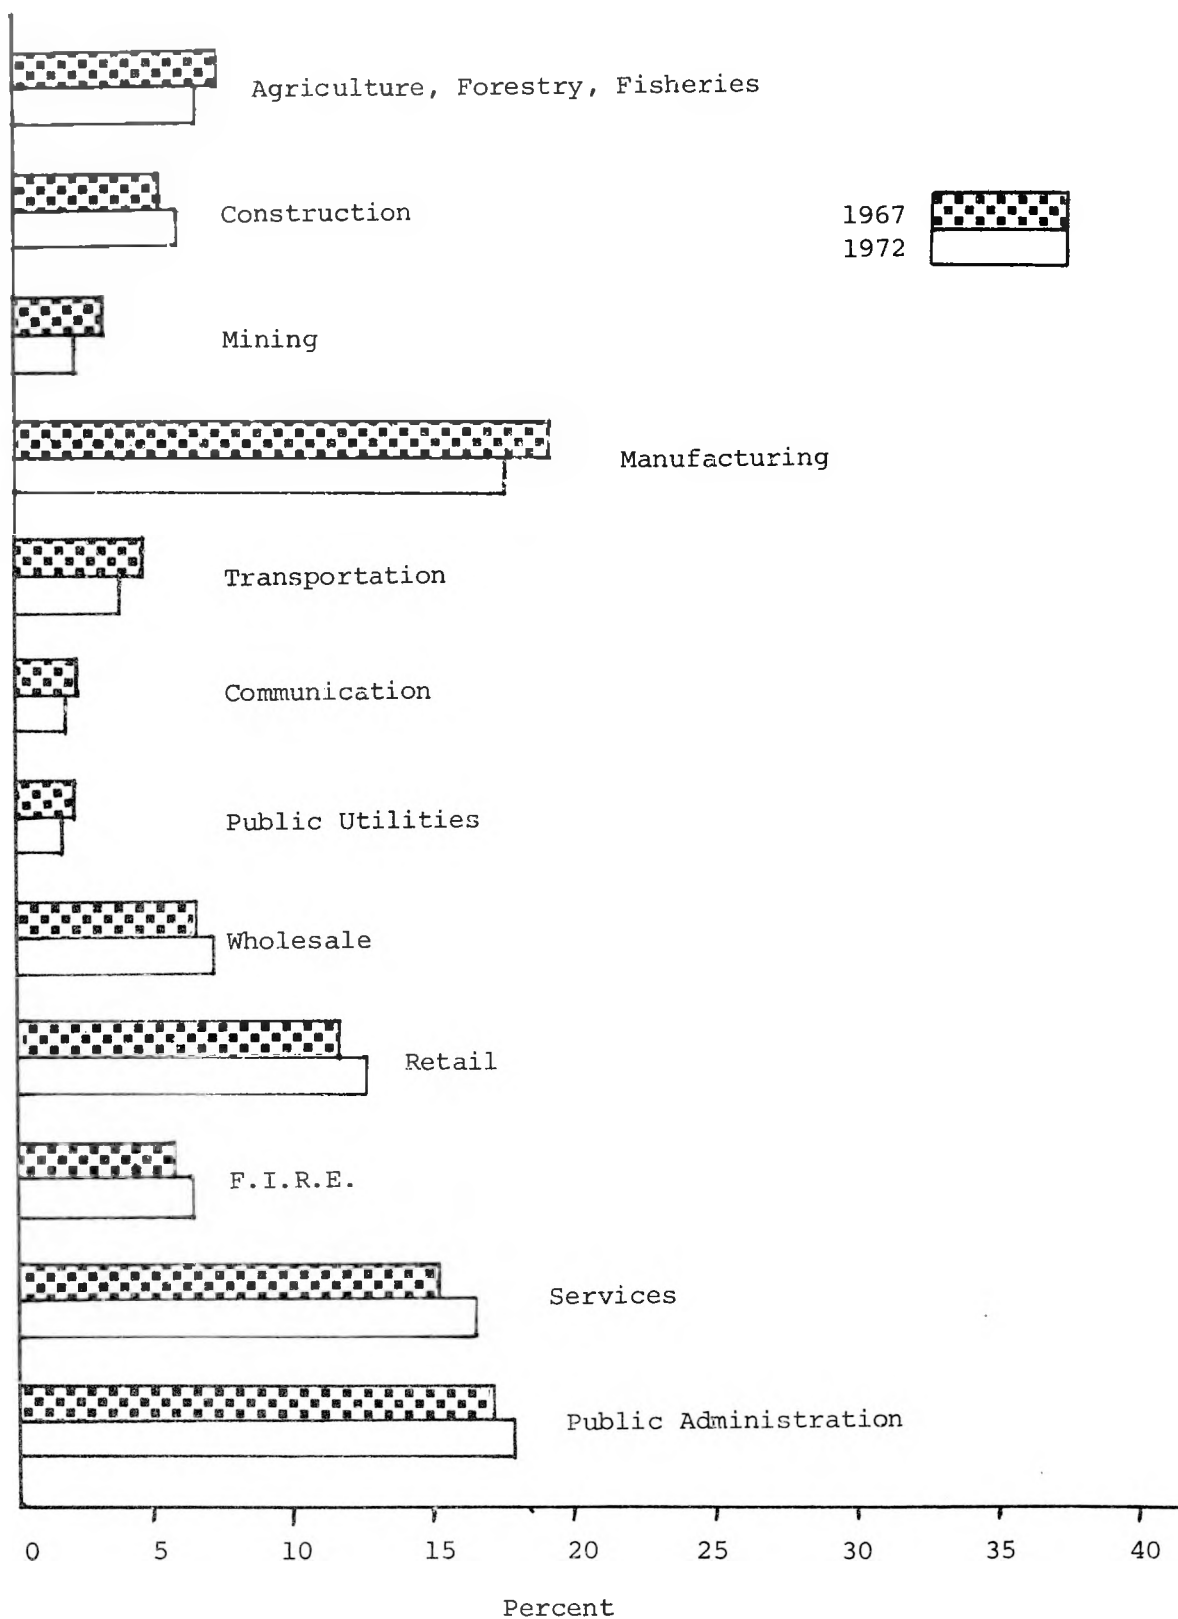 Agriculture, Forestry, Fisheries
Construction
1967
1972
Mining
Manufacturing
Transportation
Communication
Public Utilities
Wholesale
Retail
F.I.R.E.
Services
Public Administration
0 5 10 15 20 25 30 35 40
Percent